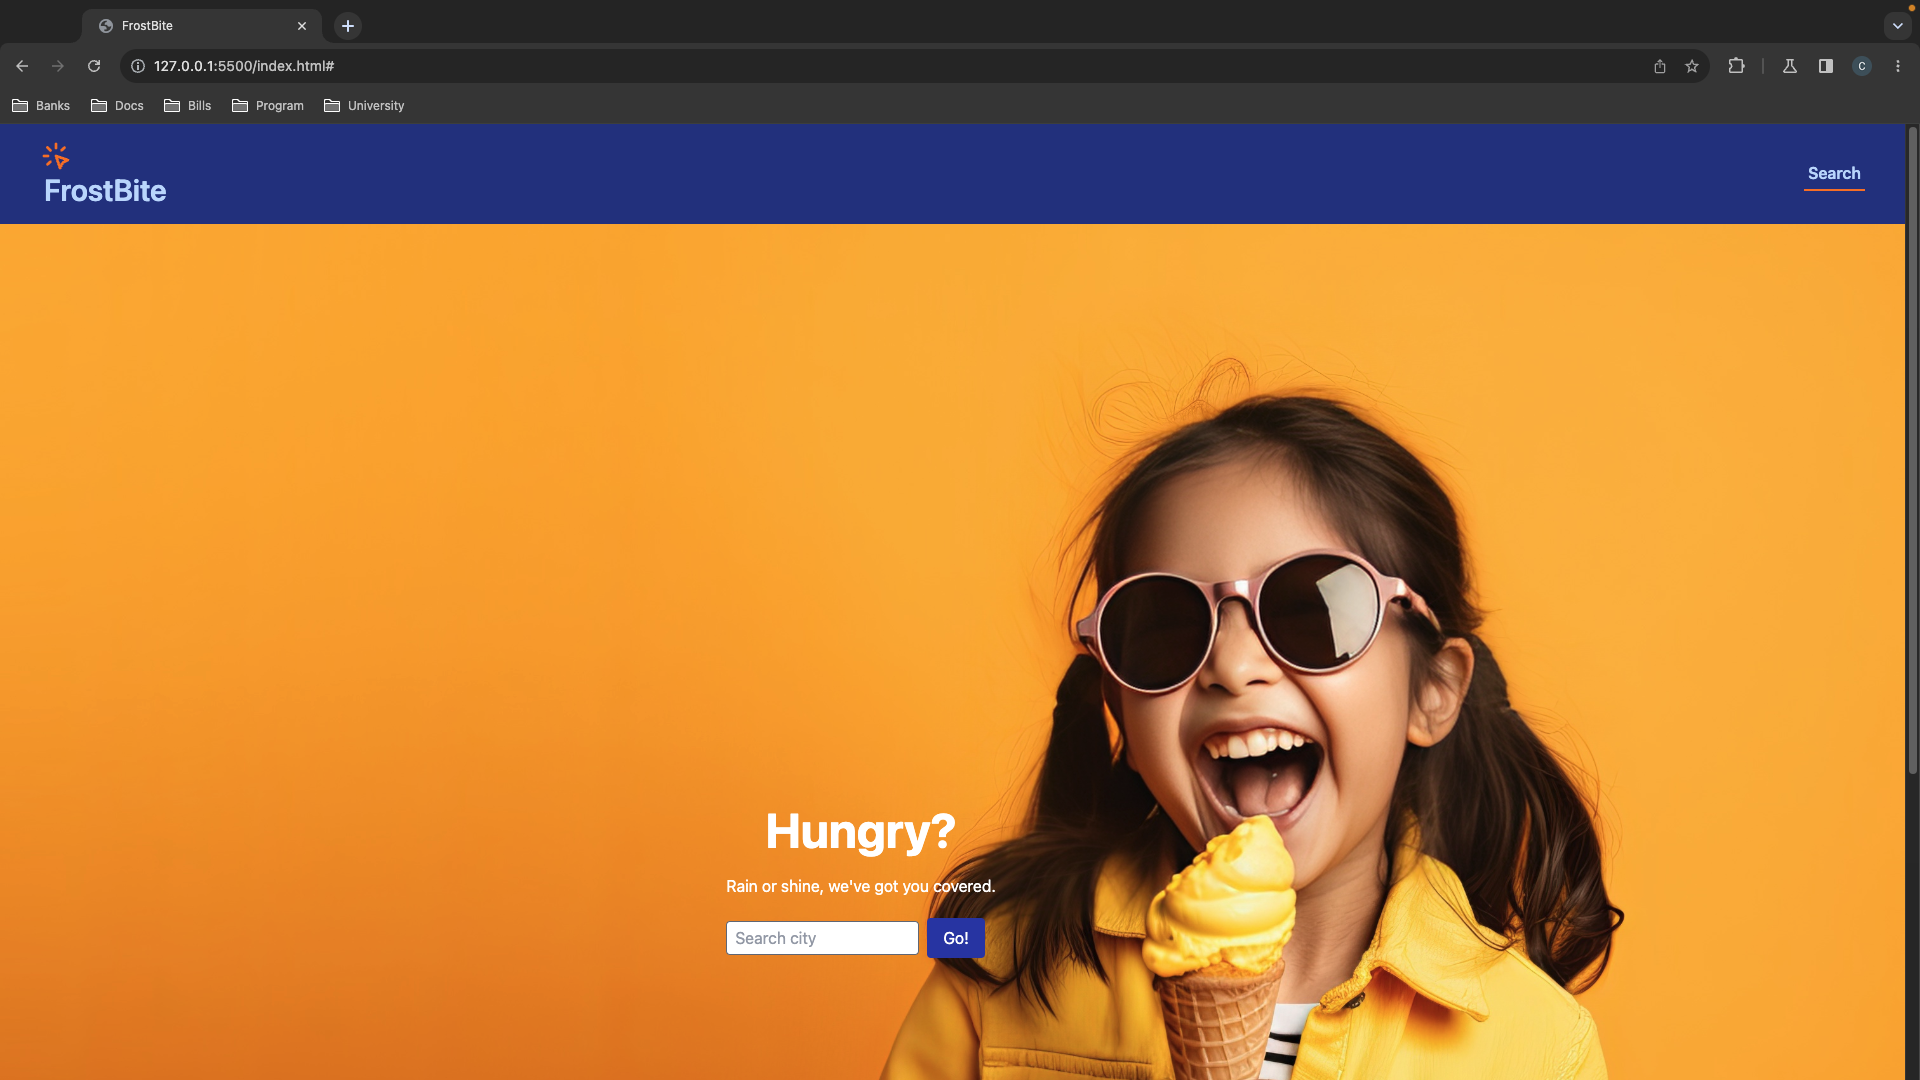 FrostBite
127.0.0.1:5500/index.html#
C
Banks
Docs
Bills
Program
University
FrostBite
Search
Hungry?
Rain or shine, we've got you covered.
Search city
Go!